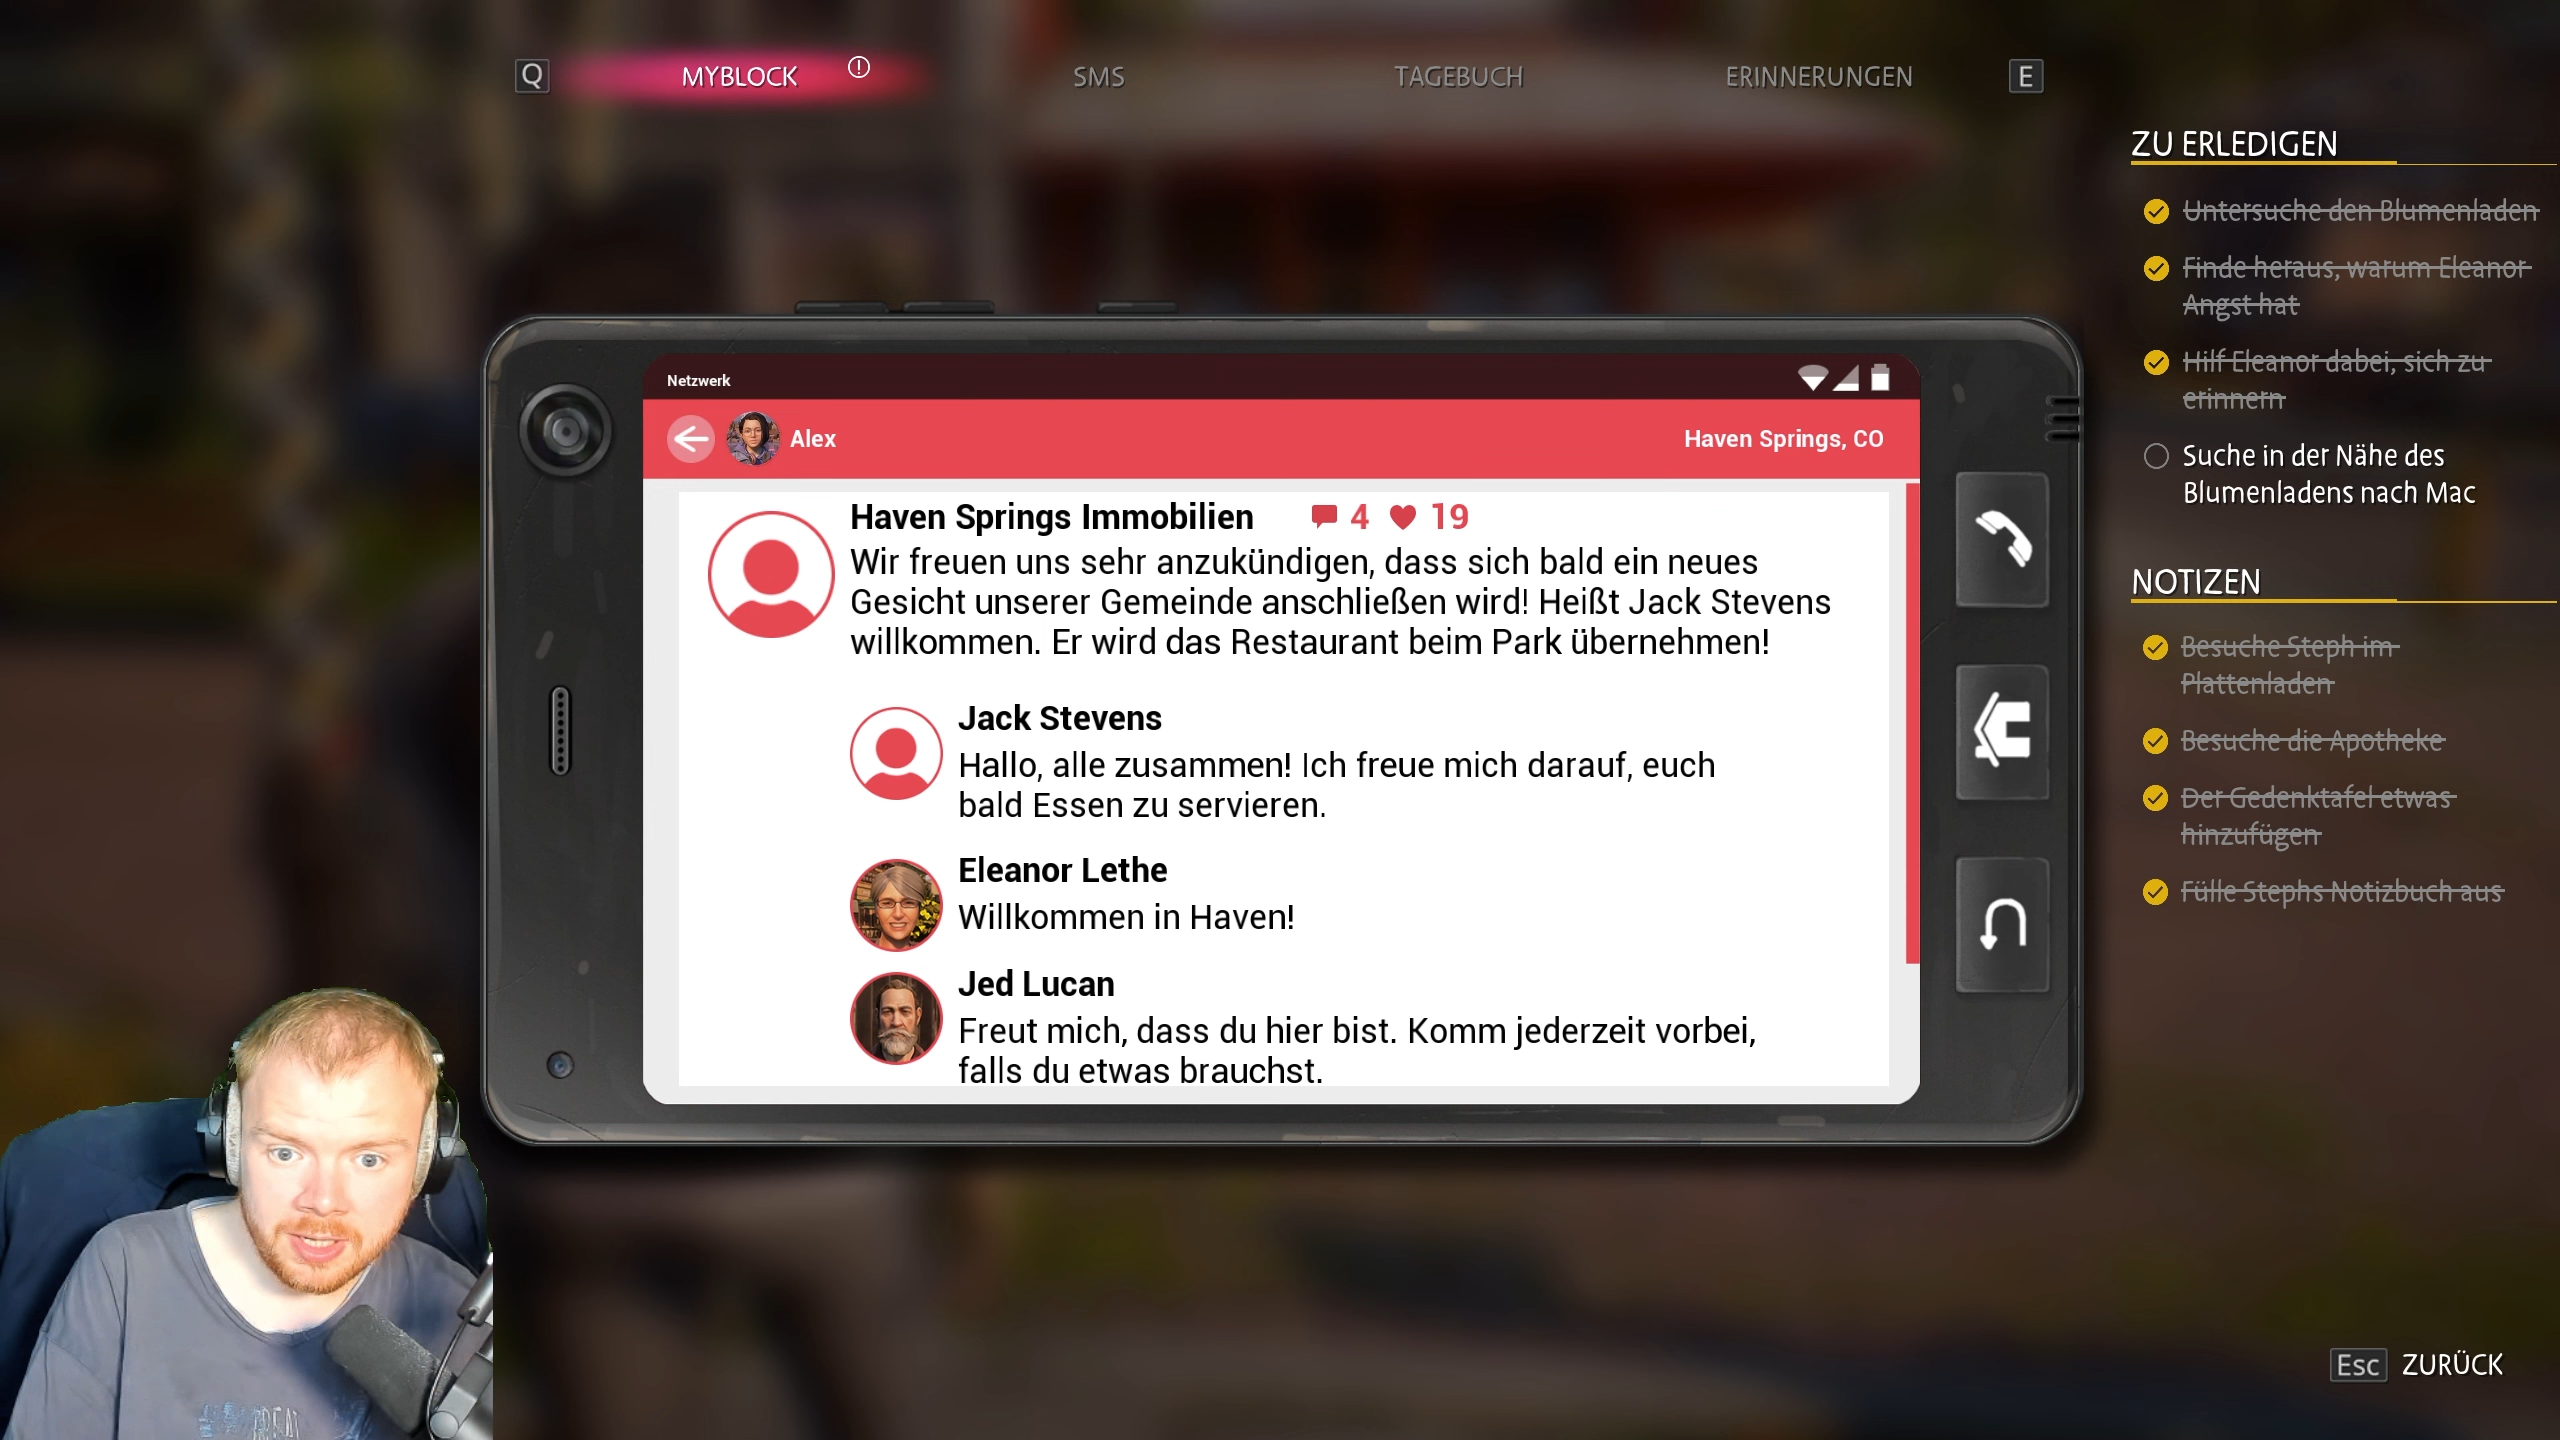 Q
MYBLOCK
SMS
TAGEBUCH
ERINNERUNGEN
E
ZU ERLEDIGEN
Untersuche den Blumenladen
Finde heraus, warum Eleanor
Angst hat
Hilf Eleanor dabei, sich zu
erinnern
Suche in der Nähe des
Blumenladens nach Mac
NOTIZEN
Besuche Steph im
Plattenladen
Besuche die Apotheke
Der Gedenktafel etwas
hinzufügen
Fülle Stephs Notizbuch aus
Netzwerk
Alex
Haven Springs, CO
Haven Springs Immobilien 4 19
Wir freuen uns sehr anzukündigen, dass sich bald ein neues
Gesicht unserer Gemeinde anschließen wird! Heißt Jack Stevens
willkommen. Er wird das Restaurant beim Park übernehmen!
Jack Stevens
Hallo, alle zusammen! Ich freue mich darauf, euch
bald Essen zu servieren.
Eleanor Lethe
Willkommen in Haven!
Jed Lucan
Freut mich, dass du hier bist. Komm jederzeit vorbei,
falls du etwas brauchst.
Esc ZURÜCK